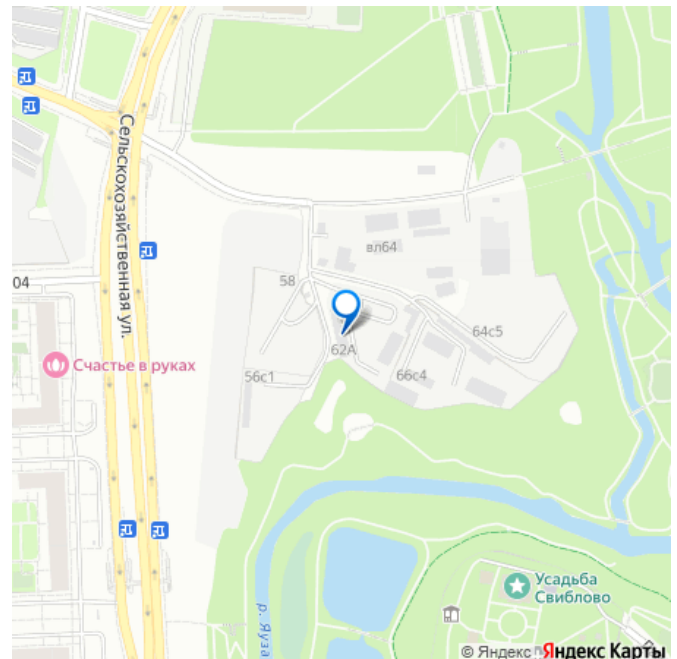 Сельскохозяйственная ул.
04
Счастье в руках
58
вл64
62А
64с5
66с4
56с1
р. Яуза
Усадьба
Свиблово
© Яндекс
Яндекс Карты